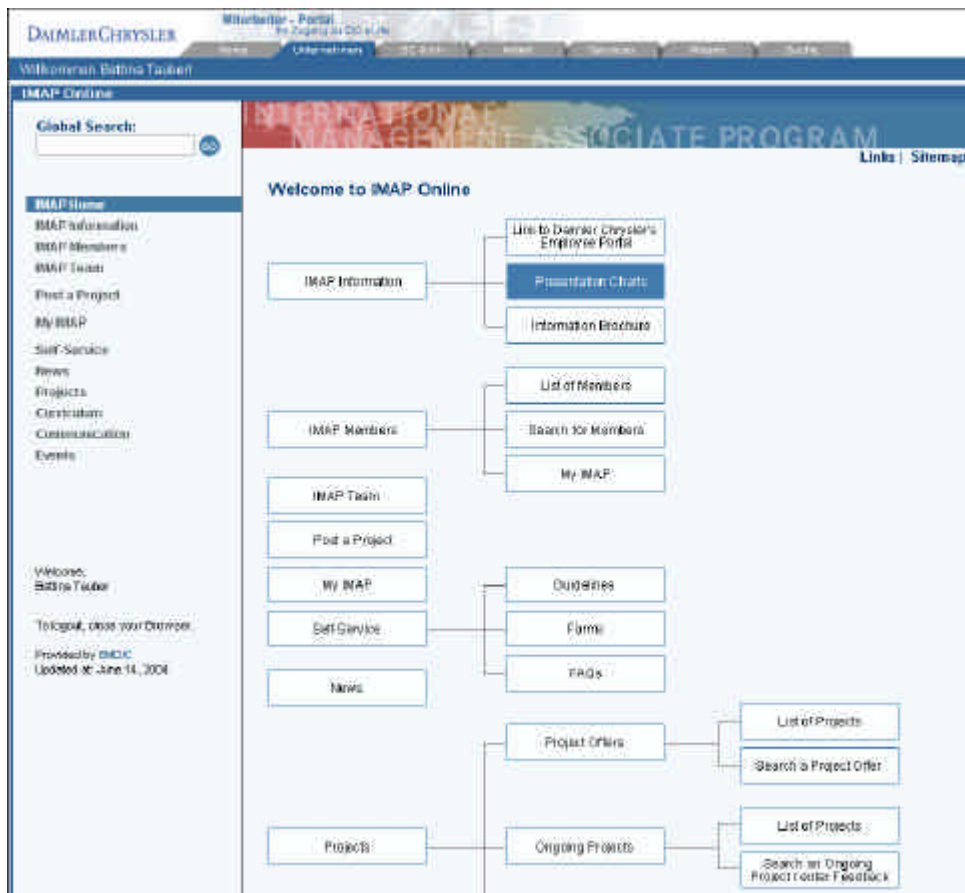 DAIMLERCHRYSLER
Mitarbeiter - Portal
Home
Unternehmen
Services
Suche
Willkommen Bettina Tauber!
IMAP Online
Global Search:
GO
INTERNATIONAL
MANAGEMENT ASSOCIATE PROGRAM
Links | Sitemap
IMAP Home
IMAP Information
IMAP Members
IMAP Team
Post a Project
My IMAP
Self-Service
News
Projects
Curriculum
Communication
Events
Welcome,
Bettina Tauber
To logout, close your Browser.
Provided by
Updated at: June 14, 2004
Welcome to IMAP Online
IMAP Information
Link to Daimler Chrysler's
Employee Portal
Presentation Charts
Information Brochure
IMAP Members
List of Members
Search for Members
My IMAP
IMAP Team
Post a Project
My IMAP
Self Service
Guidelines
Forms
FAQs
News
Projects
Project Offers
List of Projects
Search a Project Offer
Ongoing Projects
List of Projects
Search an Ongoing
Project / enter Feedback